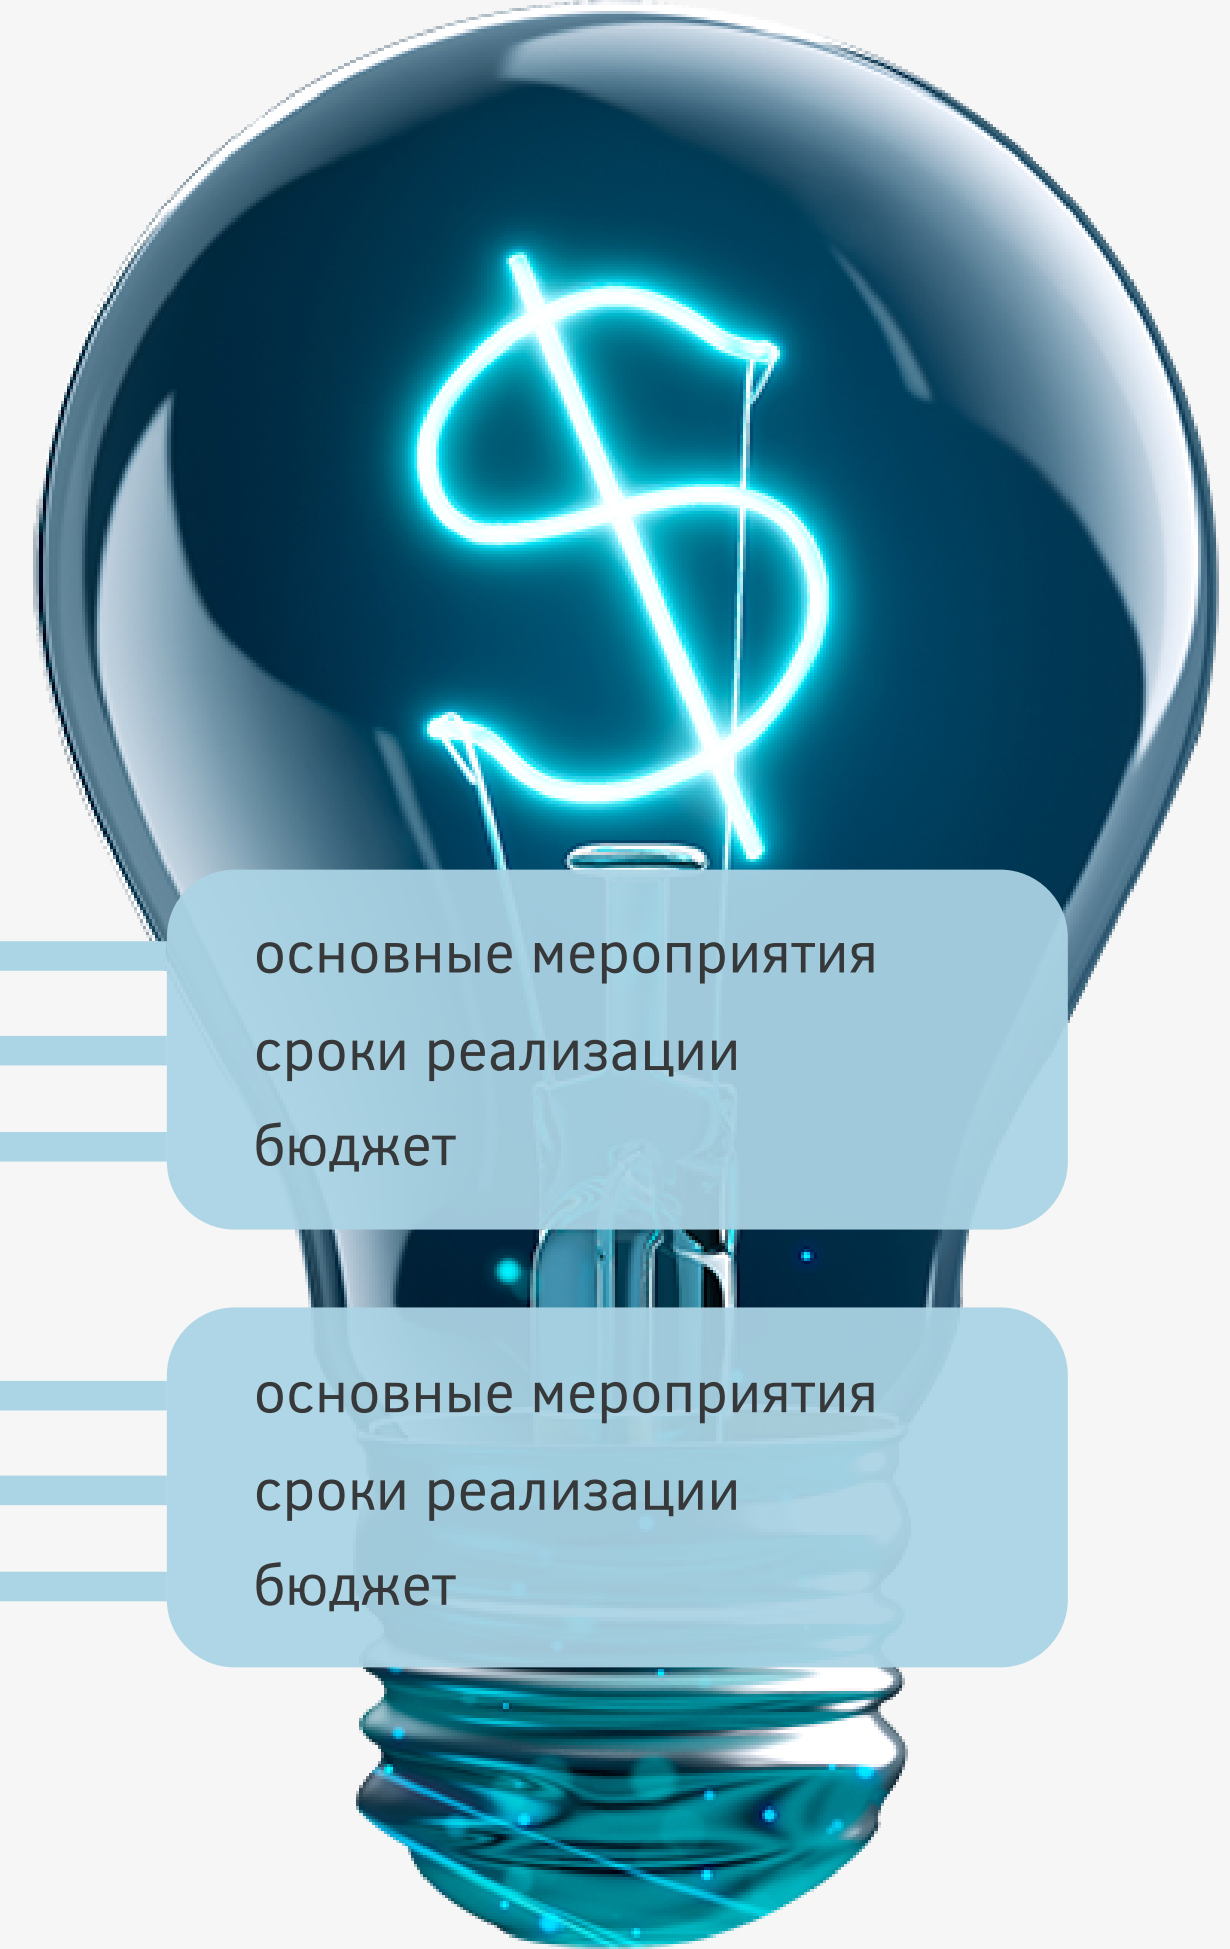 основные мероприятия
сроки реализации
бюджет
основные мероприятия
сроки реализации
бюджет